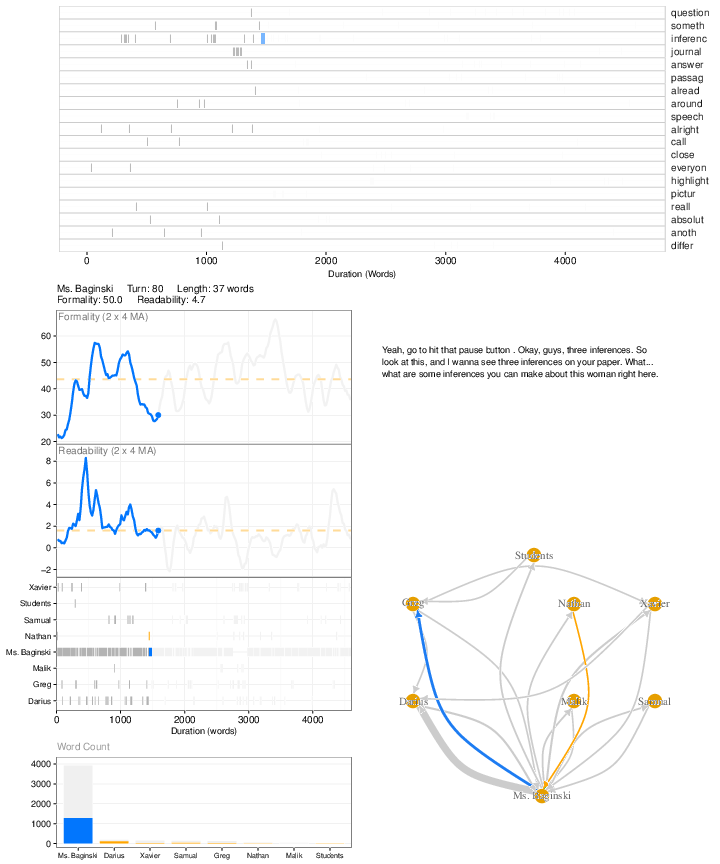 question
someth
inferenc
journal
answer
passag
alread
around
speech
alright
call
close
everyon
highlight
pictur
reall
absolut
anoth
differ
0 1000 2000 3000 4000
Duration (Words)
Ms. Baginski Turn: 80 Length: 37 words
Formality: 50.0 Readability: 4.7
Formality (2 x 4 MA)
60
50
40
30
20
Readability (2 x 4 MA)
8
6
4
2
0
−2
Xavier
Students
Samual
Nathan
Ms. Baginski
Malik
Greg
Darius
0 1000 2000 3000 4000
Duration (words)
Word Count
4000
3000
2000
1000
0
Ms. Baginski Darius Xavier Samual Greg Nathan Malik Students
Yeah, go to hit that pause button . Okay, guys, three inferences. So
look at this, and I wanna see three inferences on your paper. What...
what are some inferences you can make about this woman right here.
Students
Greg Nathan Xavier
Darius Malik Samual
Ms. Baginski